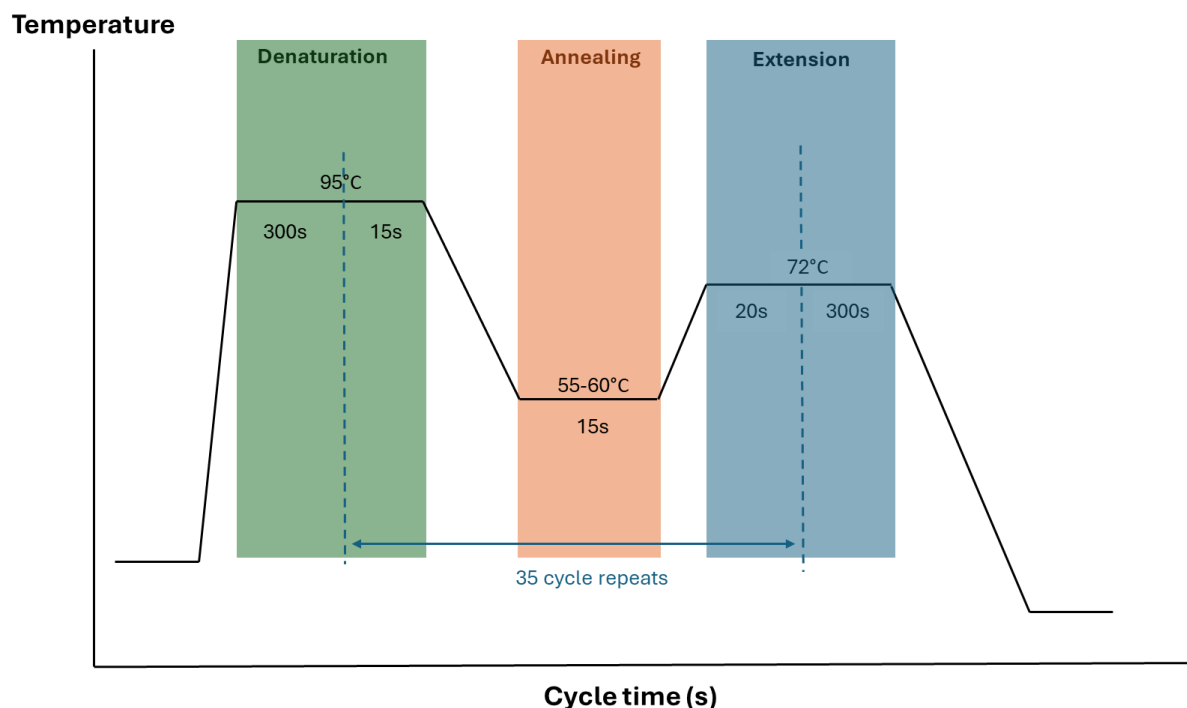 Temperature
Denaturation
Annealing
Extension
95°C
300s
15s
72°C
20s
300s
55-60°C
15s
35 cycle repeats
Cycle time (s)